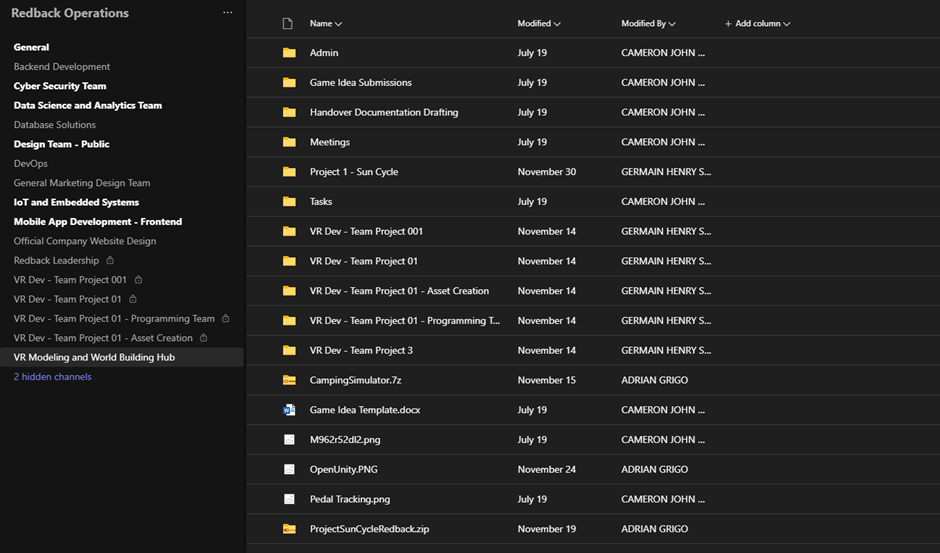 Redback Operations ...
General
Backend Development
Cyber Security Team
Data Science and Analytics Team
Database Solutions
Design Team - Public
DevOps
General Marketing Design Team
IoT and Embedded Systems
Mobile App Development - Frontend
Official Company Website Design
Redback Leadership
VR Dev - Team Project 001
VR Dev - Team Project 01
VR Dev - Team Project 01 - Programming Team
VR Dev - Team Project 01 - Asset Creation
VR Modeling and World Building Hub
2 hidden channels
Name Modified Modified By + Add column
Admin July 19 CAMERON JOHN ...
Game Idea Submissions July 19 CAMERON JOHN ...
Handover Documentation Drafting July 19 CAMERON JOHN ...
Meetings July 19 CAMERON JOHN ...
Project 1 - Sun Cycle November 30 GERMAIN HENRY S...
Tasks July 19 CAMERON JOHN ...
VR Dev - Team Project 001 November 14 GERMAIN HENRY S...
VR Dev - Team Project 01 November 14 GERMAIN HENRY S...
VR Dev - Team Project 01 - Asset Creation November 14 GERMAIN HENRY S...
VR Dev - Team Project 01 - Programming T... November 14 GERMAIN HENRY S...
VR Dev - Team Project 3 November 14 GERMAIN HENRY S...
CampingSimulator.7z November 15 ADRIAN GRIGO
Game Idea Template.docx July 19 CAMERON JOHN ...
M962r52dl2.png July 19 CAMERON JOHN ...
OpenUnity.PNG November 24 ADRIAN GRIGO
Pedal Tracking.png July 19 CAMERON JOHN ...
ProjectSunCycleRedback.zip November 19 ADRIAN GRIGO